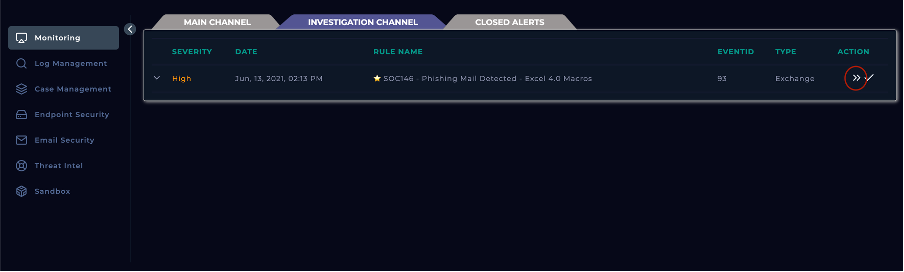 MAIN CHANNEL INVESTIGATION CHANNEL CLOSED ALERTS
Monitoring
Log Management
Case Management
Endpoint Security
Email Security
Threat Intel
Sandbox
SEVERITY DATE RULE NAME EVENTID TYPE ACTION
High Jun, 13, 2021, 02:13 PM SOC146 - Phishing Mail Detected - Excel 4.0 Macros 93 Exchange